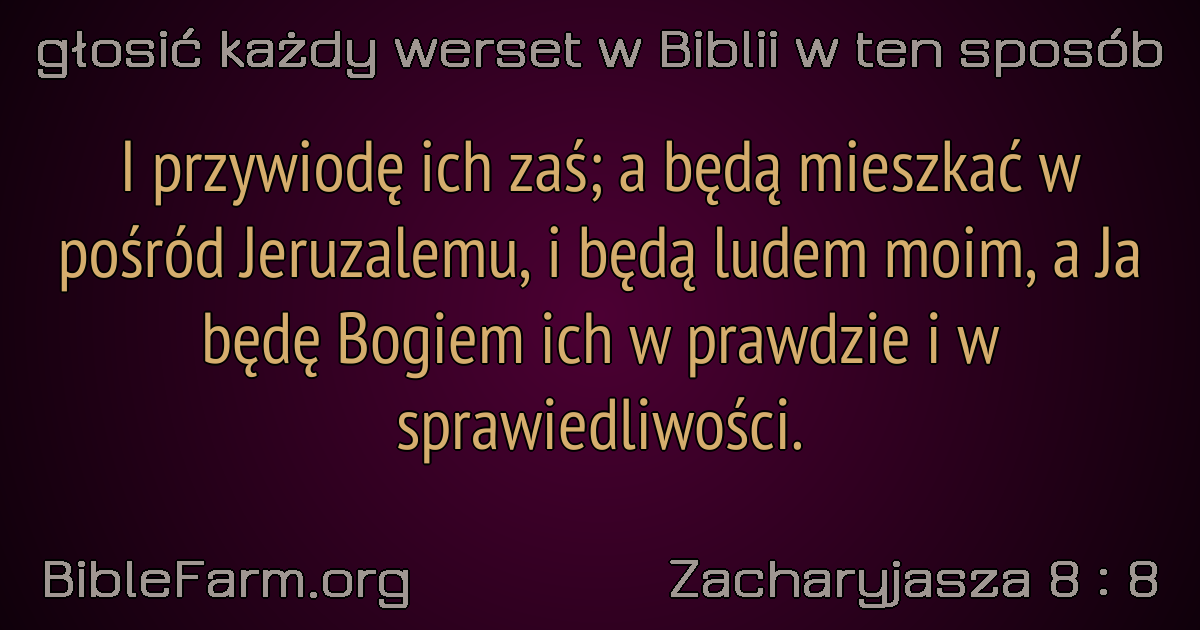 głosić każdy werset w Biblii w ten sposób
I przywiodę ich zaś; a będą mieszkać w
pośród Jeruzalemu, i będą ludem moim, a Ja
będę Bogiem ich w prawdzie i w
sprawiedliwości.
BibleFarm.org
Zacharyjasza 8 : 8